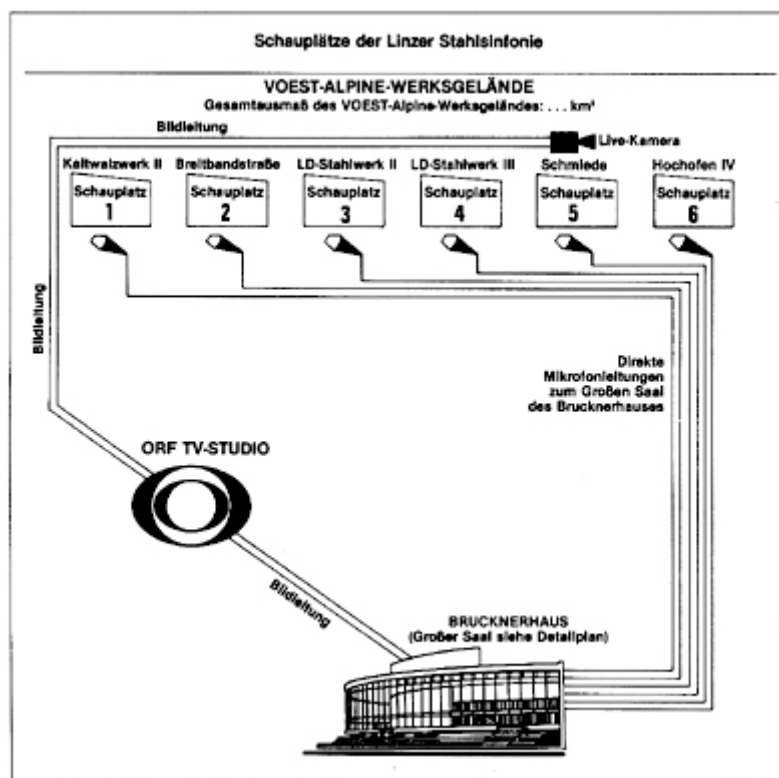 Schauplätze der Linzer Stahlsinfonie
VOEST-ALPINE-WERKSGELÄNDE
Gesamtausmaß des VOEST-Alpine-Werksgeländes: ... km²
Bildleitung
Live-Kamera
Kaltwalzwerk II
Breitbandstraße
LD-Stahlwerk II
LD-Stahlwerk III
Schmiede
Hochofen IV
Schauplatz
1
Schauplatz
2
Schauplatz
3
Schauplatz
4
Schauplatz
5
Schauplatz
6
Bildleitung
Direkte
Mikrofonleitungen
zum Großen Saal
des Brucknerhauses
ORF TV-STUDIO
Bildleitung
BRUCKNERHAUS
(Großer Saal siehe Detailplan)